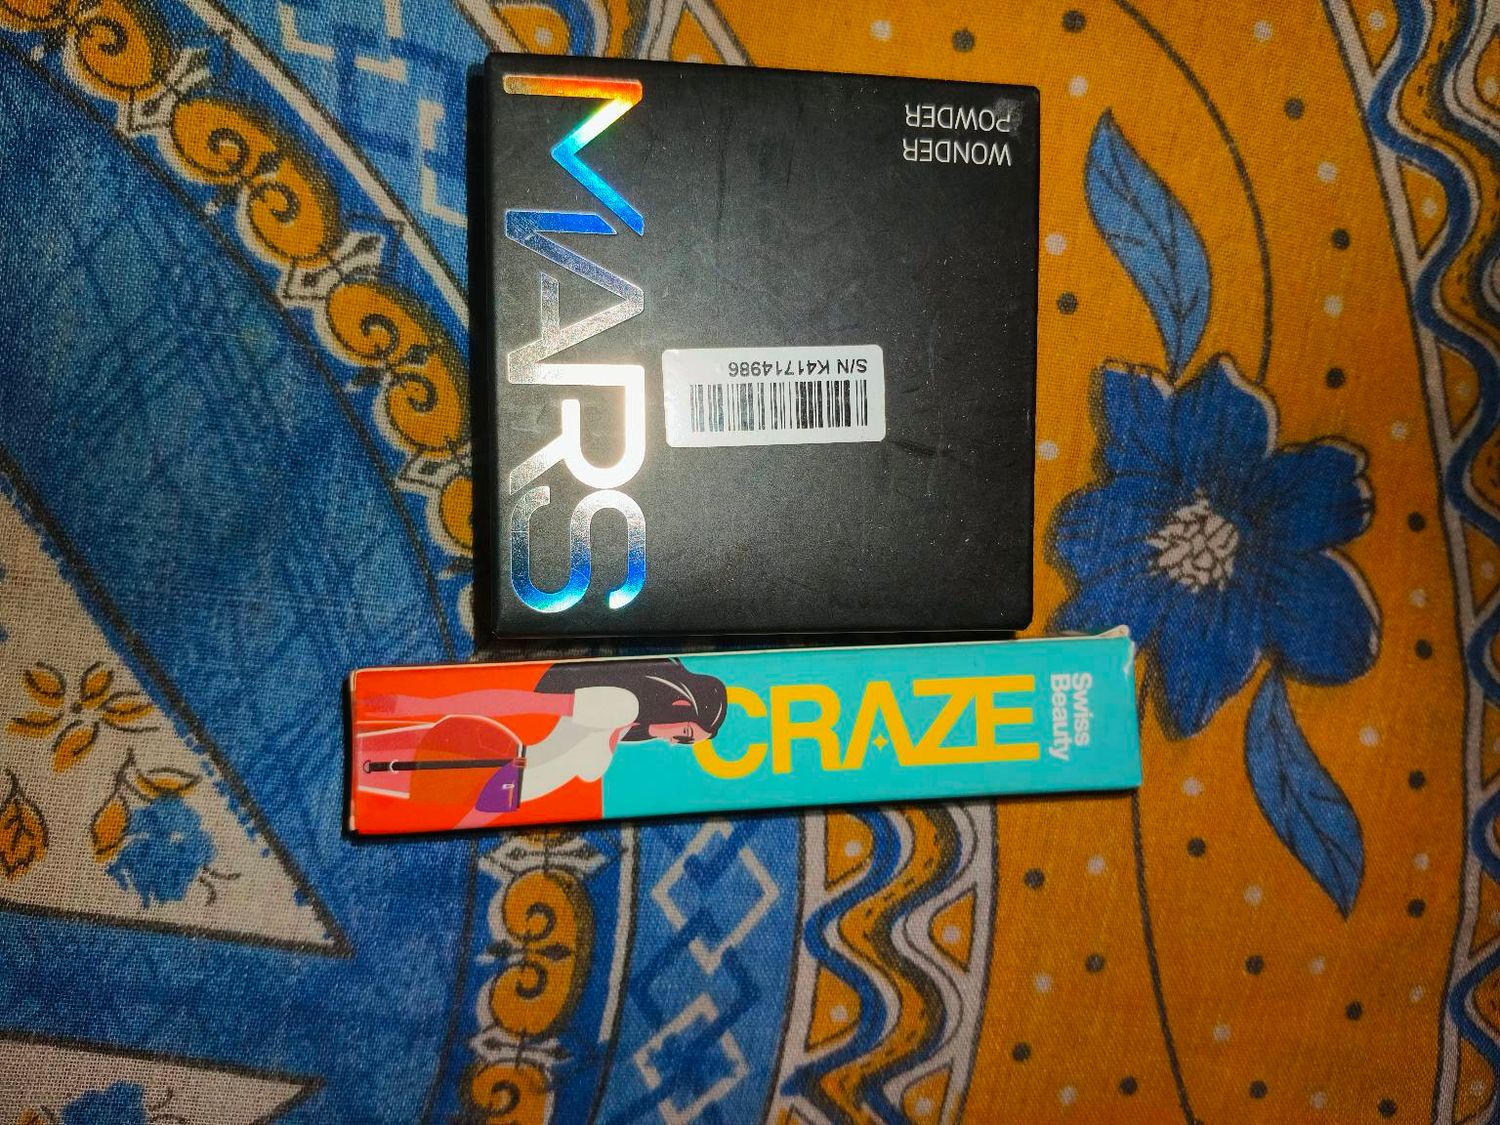 MARS
WONDER
POWDER
S/N K41714986
Swiss
Beauty
CRAZE